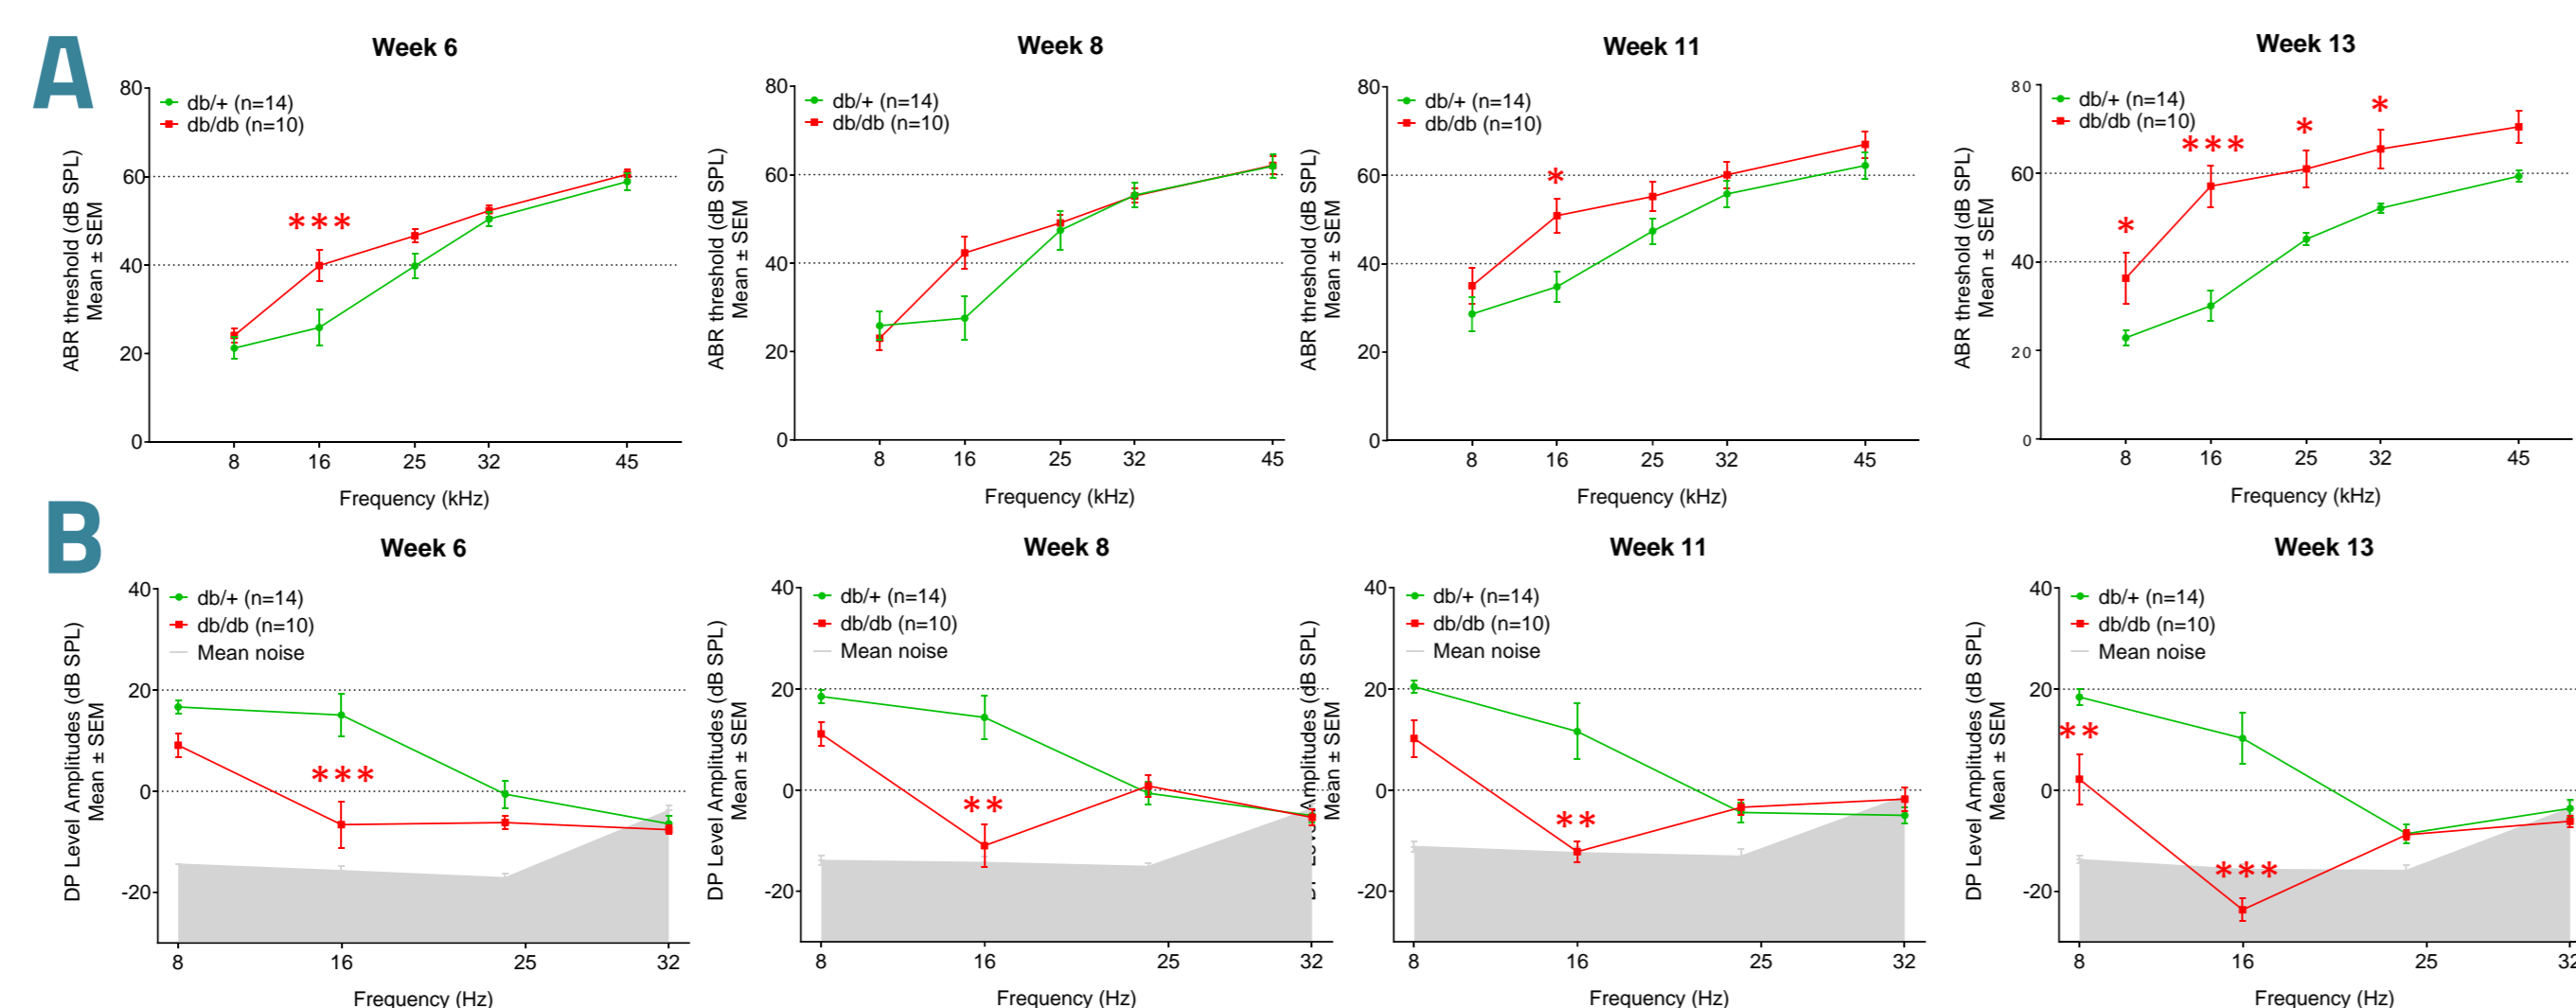 A
Week 6
80
60
40
20
0
db/+ (n=14)
db/db (n=10)
***
ABR threshold (dB SPL)
Mean ± SEM
8 16 25 32 45
Frequency (kHz)
Week 8
80
60
40
20
0
db/+ (n=14)
db/db (n=10)
ABR threshold (dB SPL)
Mean ± SEM
8 16 25 32 45
Frequency (kHz)
Week 11
80
60
40
20
0
db/+ (n=14)
db/db (n=10)
*
ABR threshold (dB SPL)
Mean ± SEM
8 16 25 32 45
Frequency (kHz)
Week 13
80
60
40
20
0
db/+ (n=14)
db/db (n=10)
* *** * *
ABR threshold (dB SPL)
Mean ± SEM
8 16 25 32 45
Frequency (kHz)
B
Week 6
40
20
0
-20
db/+ (n=14)
db/db (n=10)
Mean noise
***
DP Level Amplitudes (dB SPL)
Mean ± SEM
8 16 25 32
Frequency (Hz)
Week 8
40
20
0
-20
db/+ (n=14)
db/db (n=10)
Mean noise
**
DP Level Amplitudes (dB SPL)
Mean ± SEM
8 16 25 32
Frequency (Hz)
Week 11
40
20
0
-20
db/+ (n=14)
db/db (n=10)
Mean noise
**
Amplitudes (dB SPL)
Mean ± SEM
8 16 25 32
Frequency (Hz)
Week 13
40
20
0
-20
db/+ (n=14)
db/db (n=10)
Mean noise
** ***
DP Level Amplitudes (dB SPL)
Mean ± SEM
8 16 25 32
Frequency (Hz)